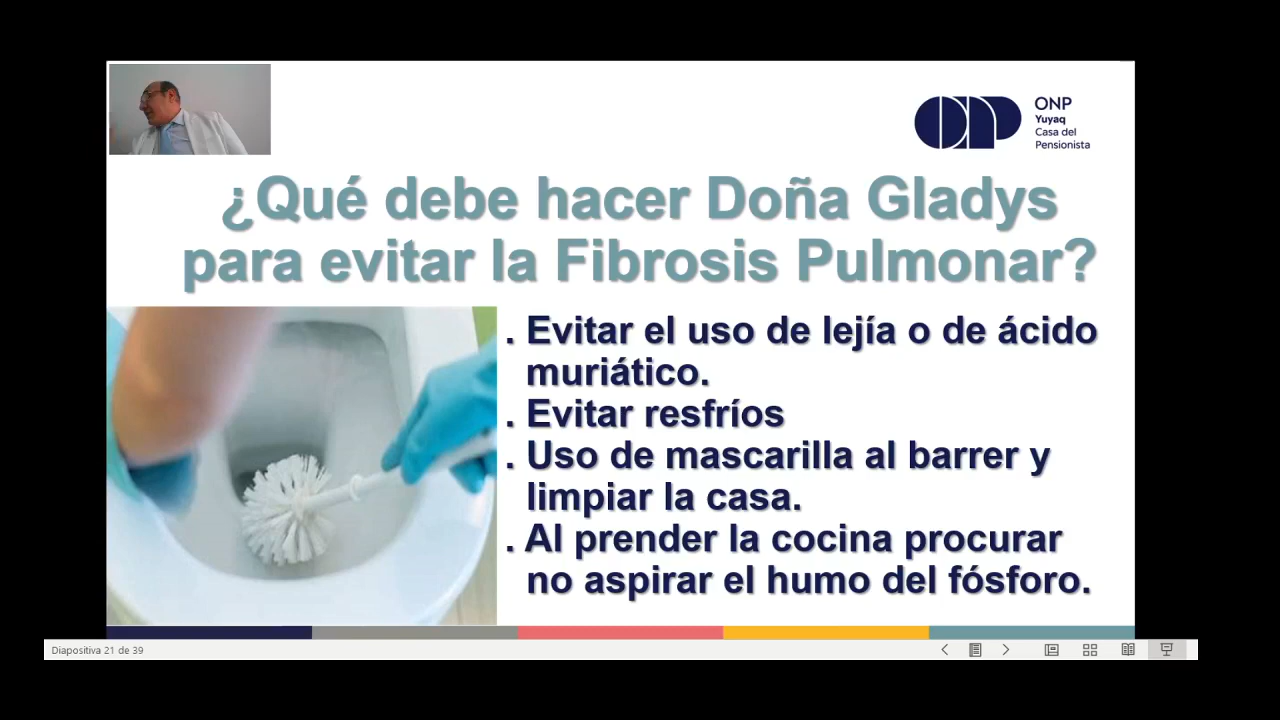 ONP
ONP
Yuyaq
Casa del
Pensionista
¿Qué debe hacer Doña Gladys
para evitar la Fibrosis Pulmonar?
. Evitar el uso de lejía o de ácido
muriático.
. Evitar resfríos
. Uso de mascarilla al barrer y
limpiar la casa.
. Al prender la cocina procurar
no aspirar el humo del fósforo.
Diapositiva 21 de 39